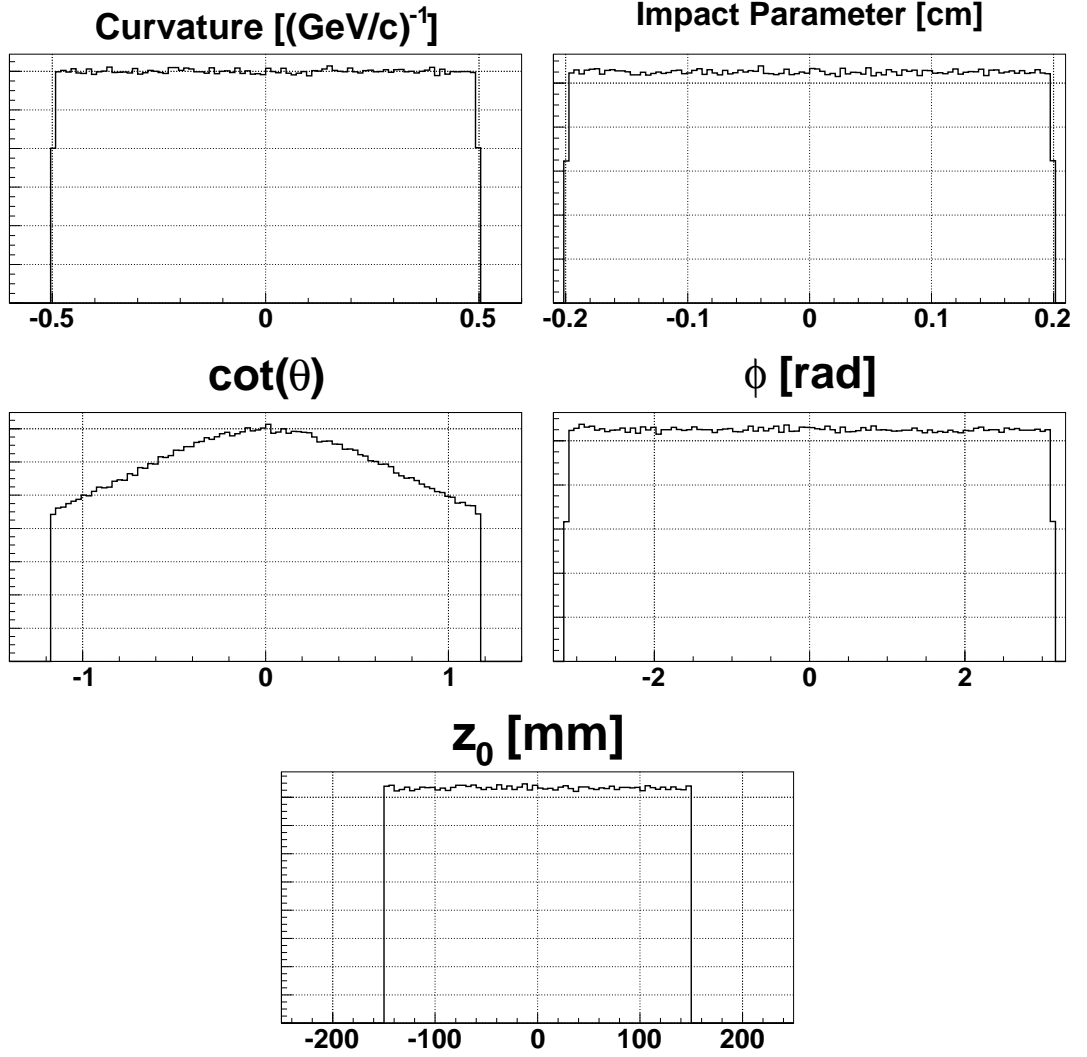 Curvature [(GeV/c)⁻¹]
Impact Parameter [cm]
-0.5 0 0.5
-0.2 -0.1 0 0.1 0.2
cot(θ)
ϕ [rad]
-1 0 1
-2 0 2
z₀ [mm]
-200 -100 0 100 200